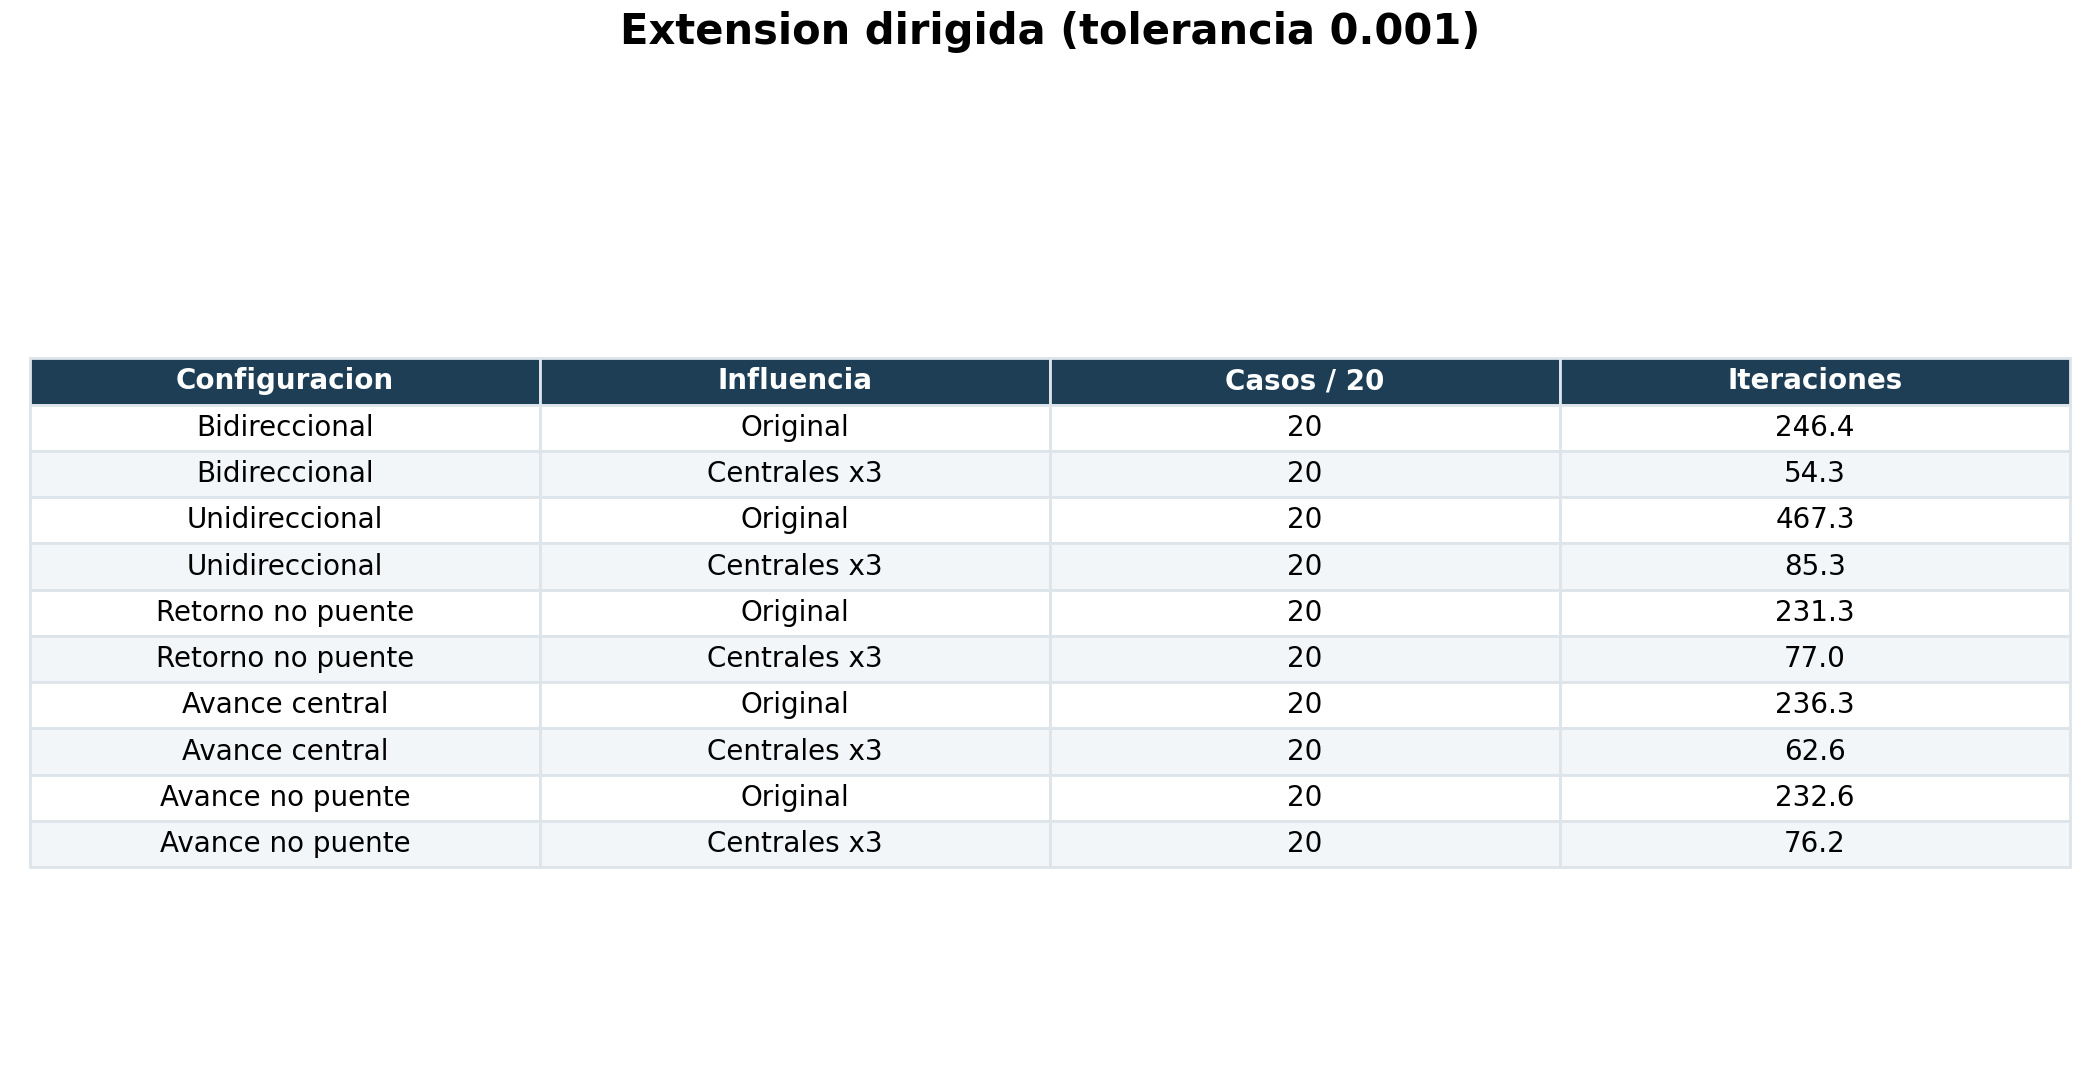 Extension dirigida (tolerancia 0.001)
Configuracion Influencia Casos / 20 Iteraciones
Bidireccional Original 20 246.4
Bidireccional Centrales x3 20 54.3
Unidireccional Original 20 467.3
Unidireccional Centrales x3 20 85.3
Retorno no puente Original 20 231.3
Retorno no puente Centrales x3 20 77.0
Avance central Original 20 236.3
Avance central Centrales x3 20 62.6
Avance no puente Original 20 232.6
Avance no puente Centrales x3 20 76.2